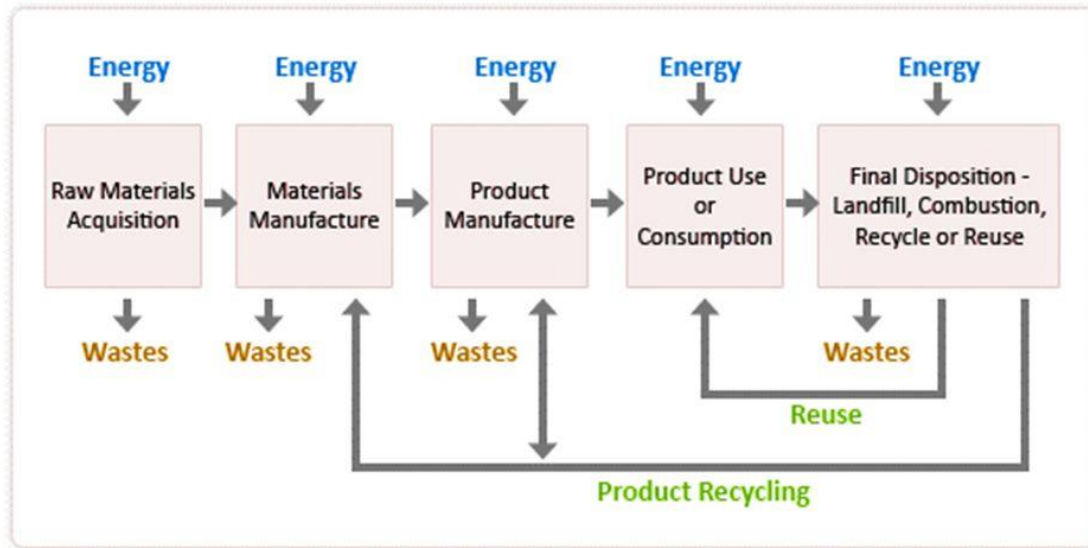 Energy
Energy
Energy
Energy
Energy
Raw Materials
Acquisition
Materials
Manufacture
Product
Manufacture
Product Use
or
Consumption
Final Disposition -
Landfill, Combustion,
Recycle or Reuse
Wastes
Wastes
Wastes
Wastes
Reuse
Product Recycling